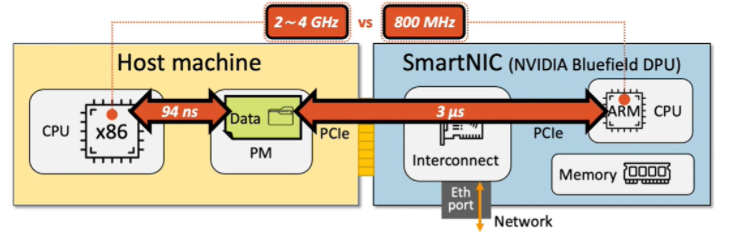 2～4 GHz vs 800 MHz
Host machine
SmartNIC (NVIDIA Bluefield DPU)
CPU
x86
94 ns
Data
PM
PCIe
3 µs
Interconnect
PCIe
ARM
CPU
Memory
Eth
port
Network